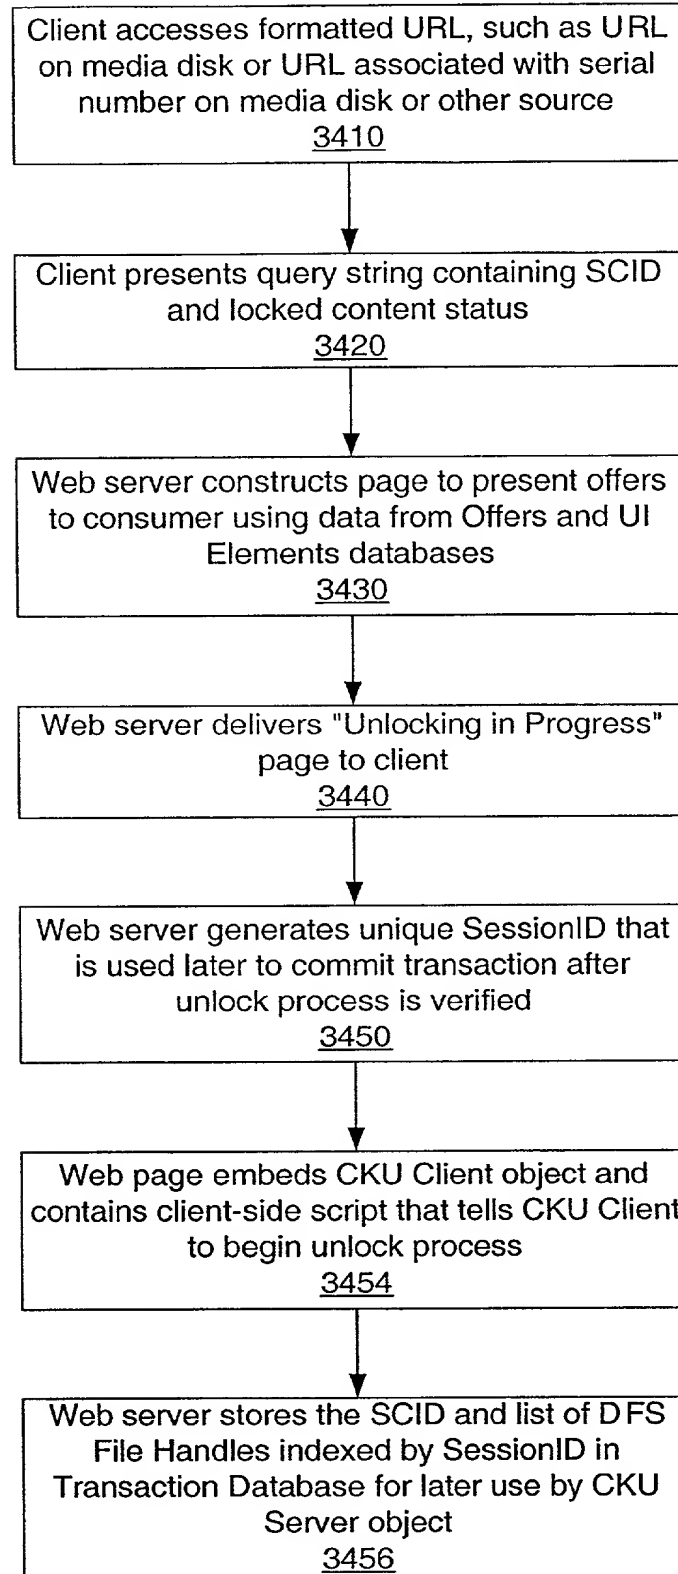 Client accesses formatted URL, such as URL
on media disk or URL associated with serial
number on media disk or other source
3410
Client presents query string containing SCID
and locked content status
3420
Web server constructs page to present offers
to consumer using data from Offers and UI
Elements databases
3430
Web server delivers "Unlocking in Progress"
page to client
3440
Web server generates unique SessionID that
is used later to commit transaction after
unlock process is verified
3450
Web page embeds CKU Client object and
contains client-side script that tells CKU Client
to begin unlock process
3454
Web server stores the SCID and list of DFS
File Handles indexed by SessionID in
Transaction Database for later use by CKU
Server object
3456